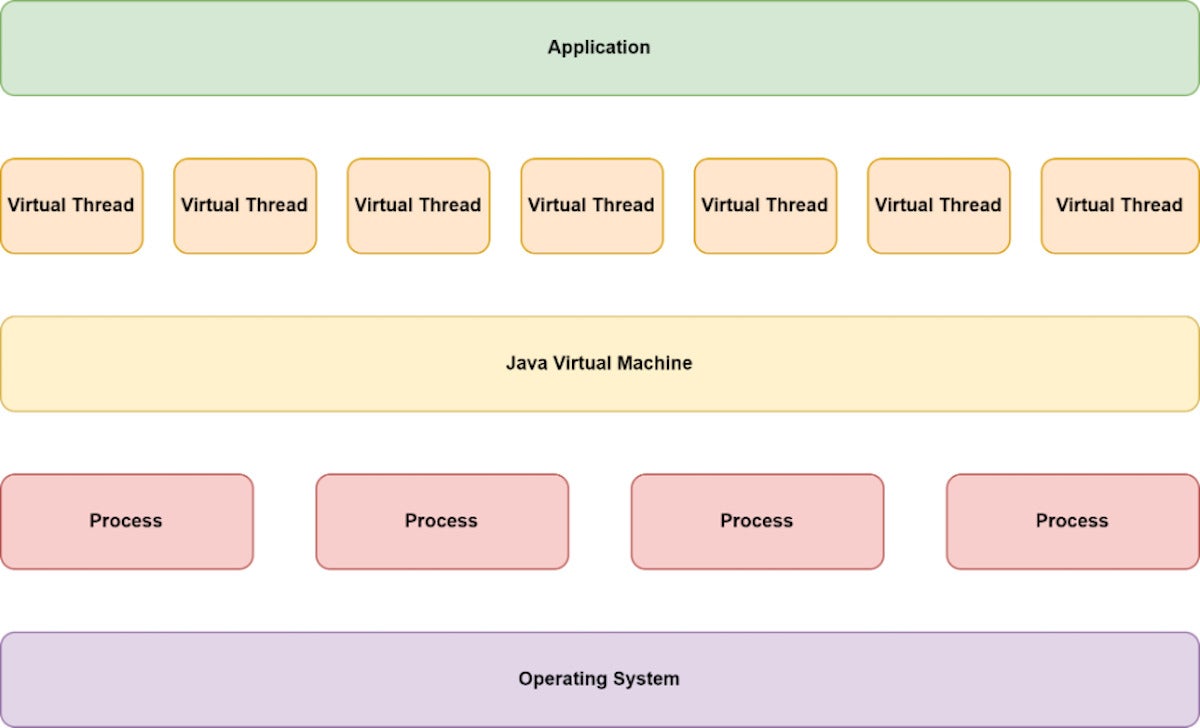 Application
Virtual Thread
Virtual Thread
Virtual Thread
Virtual Thread
Virtual Thread
Virtual Thread
Virtual Thread
Java Virtual Machine
Process
Process
Process
Process
Operating System